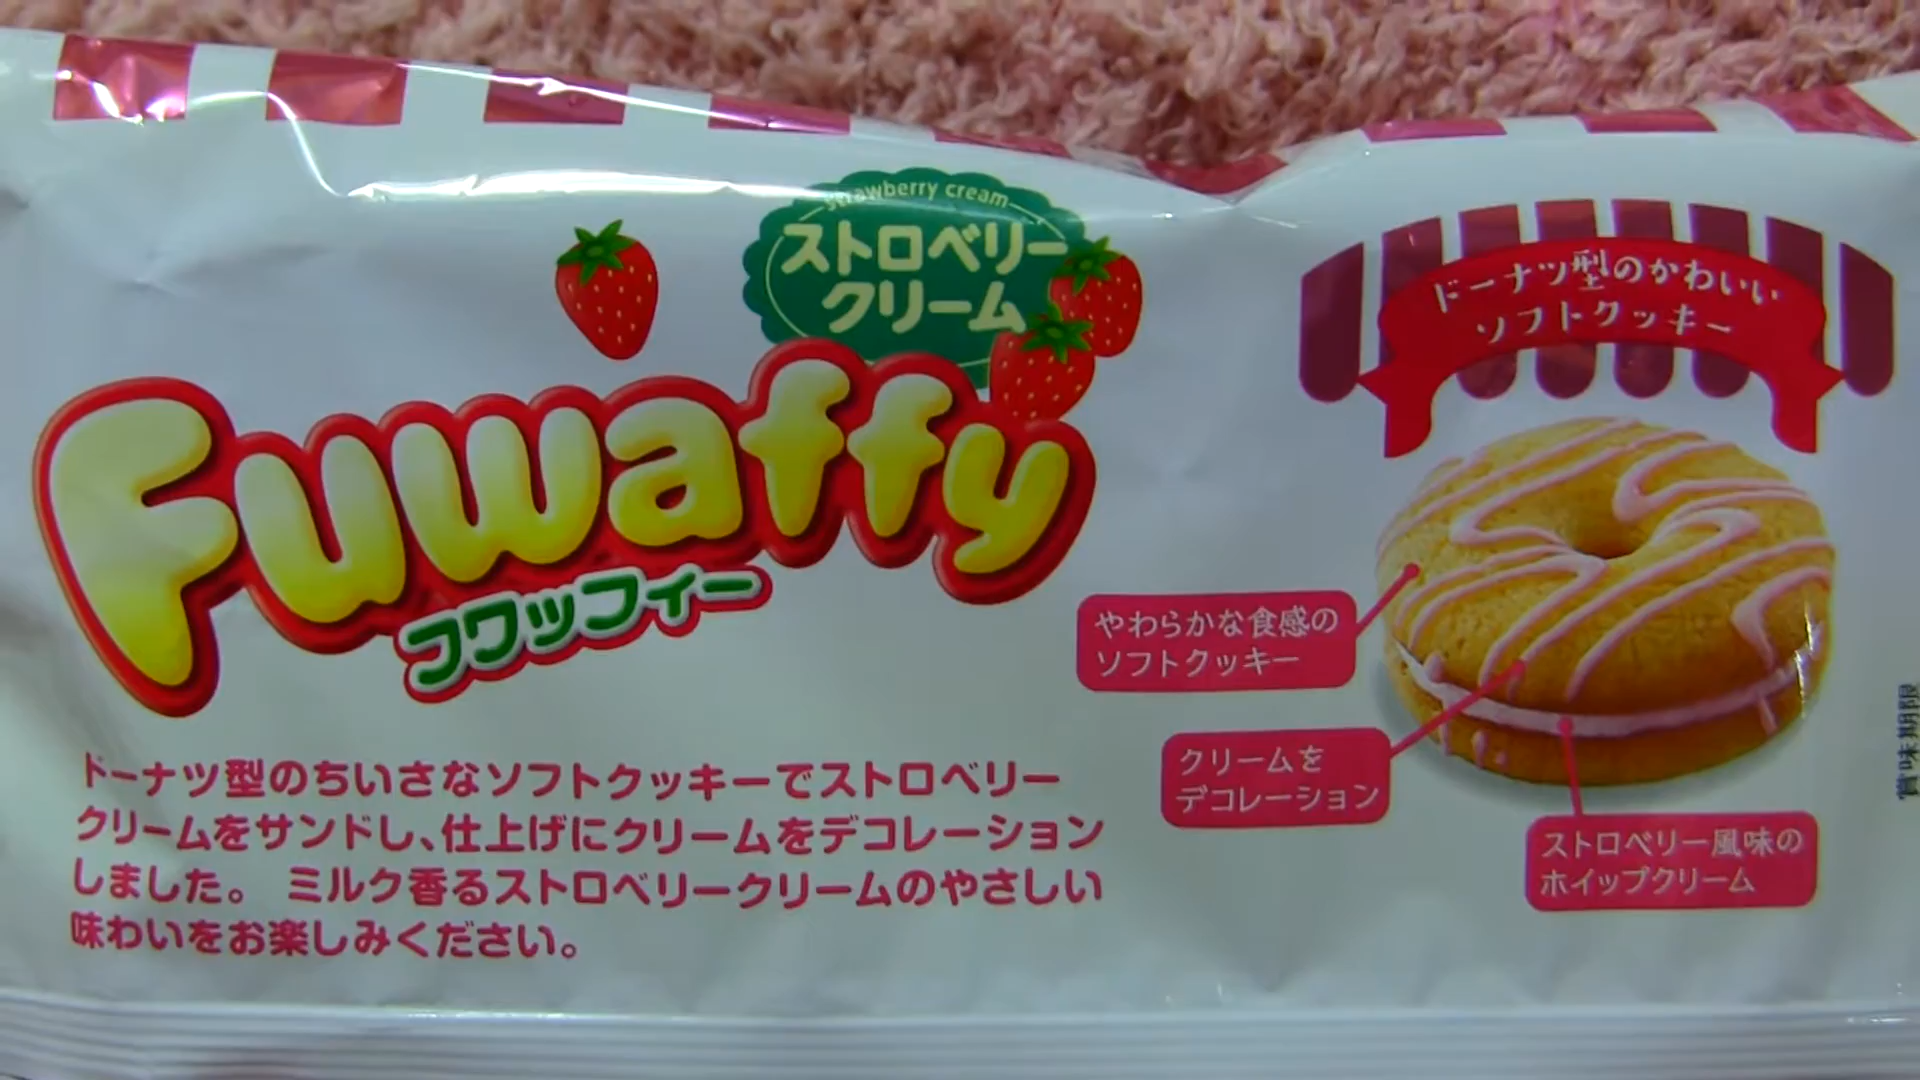 strawberry cream
ストロベリー
クリーム
Fuwaffy
フワッフィー
ドーナツ型のちいさなソフトクッキーでストロベリー
クリームをサンドし、仕上げにクリームをデコレーション
しました。 ミルク香るストロベリークリームのやさしい
味わいをお楽しみください。
ドーナツ型のかわいい
ソフトクッキー
やわらかな食感の
ソフトクッキー
クリームを
デコレーション
ストロベリー風味の
ホイップクリーム
賞味期限